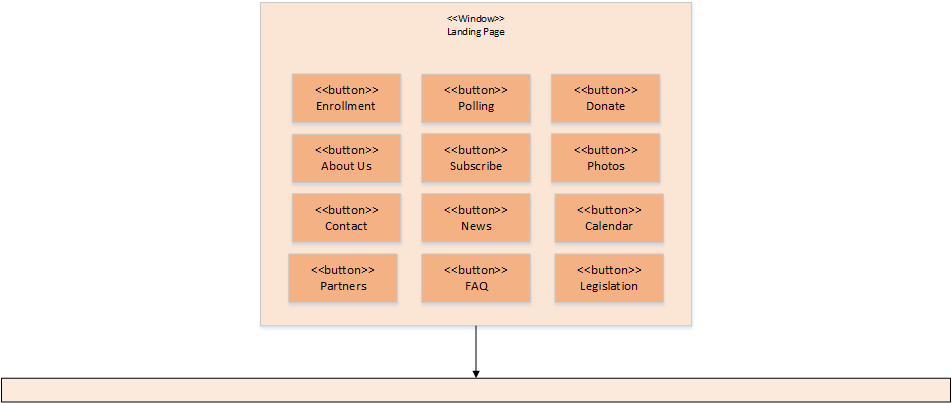 <<Window>>
Landing Page
<<button>> <<button>> <<button>>
Enrollment Polling Donate
<<button>> <<button>> <<button>>
About Us Subscribe Photos
<<button>> <<button>> <<button>>
Contact News Calendar
<<button>> <<button>> <<button>>
Partners FAQ Legislation